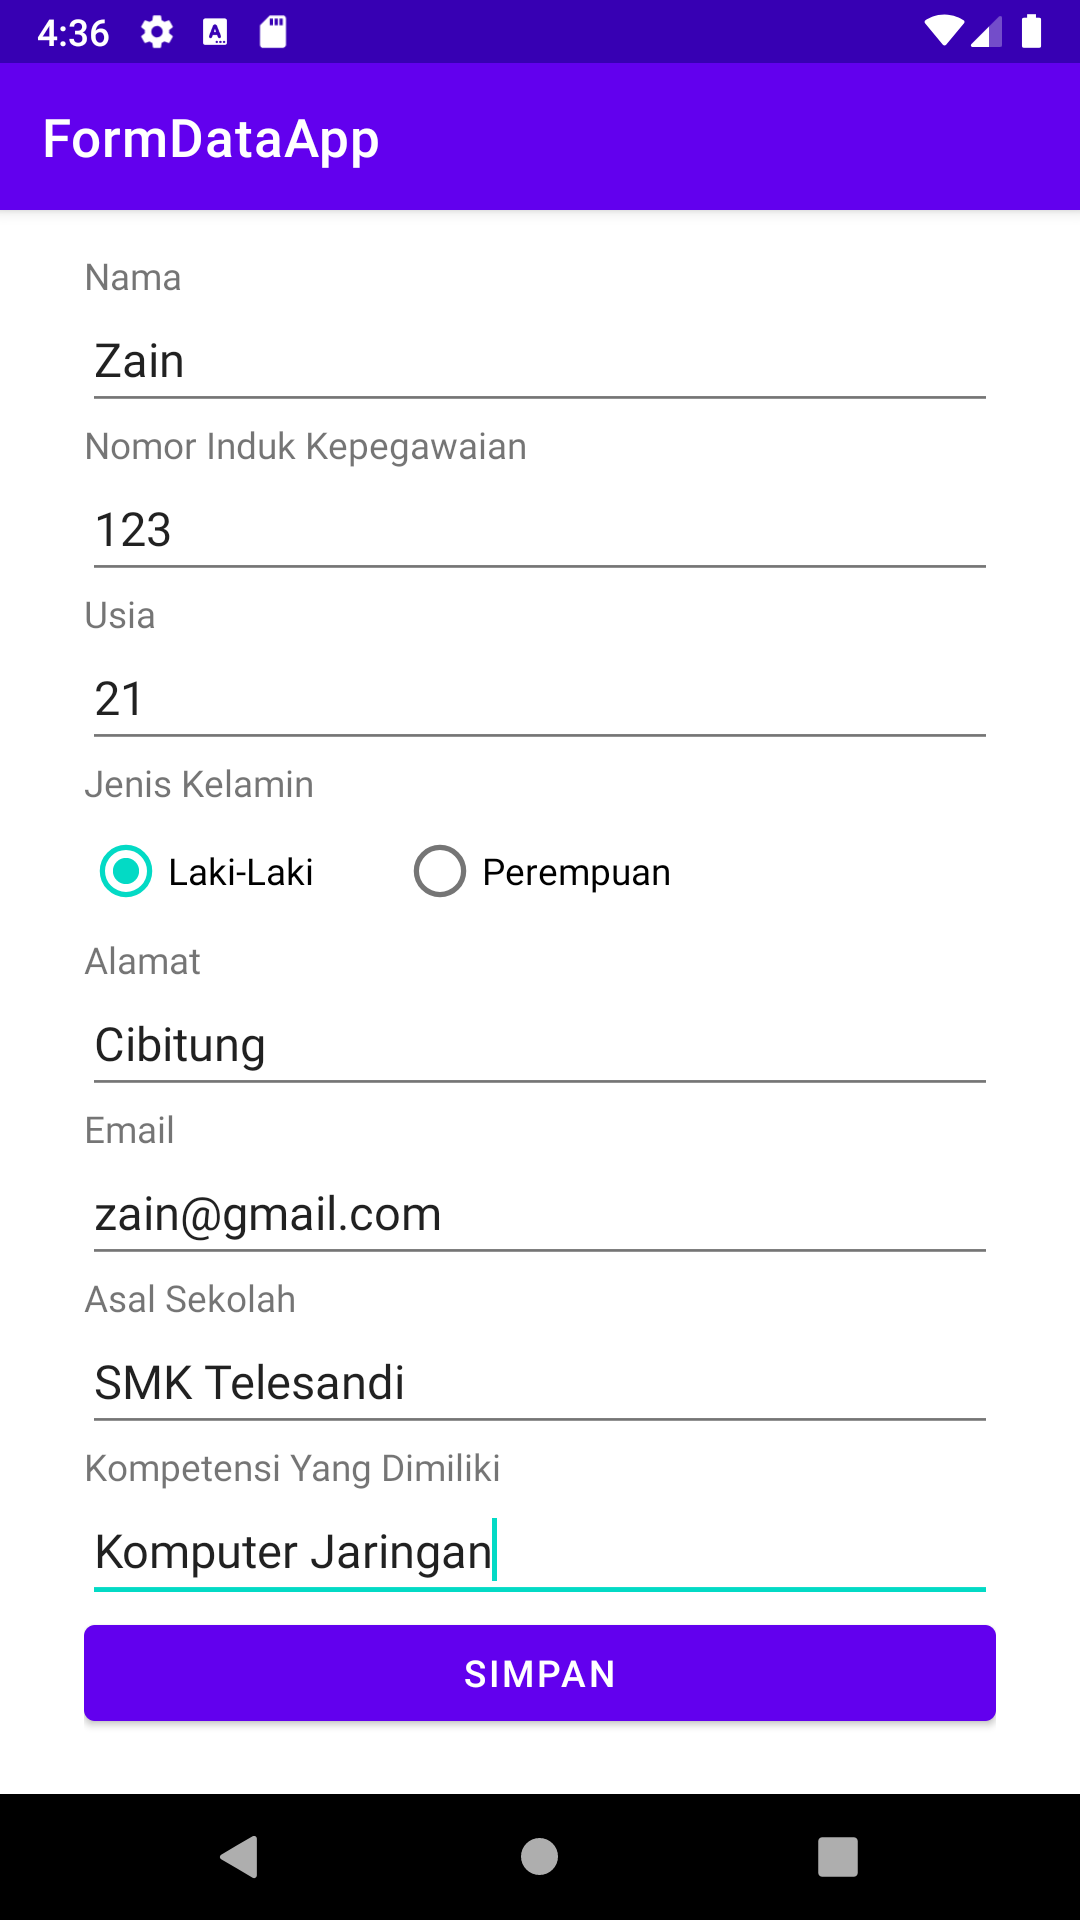 4:36
FormDataApp
Nama
Zain
Nomor Induk Kepegawaian
123
Usia
21
Jenis Kelamin
Laki-Laki Perempuan
Alamat
Cibitung
Email
zain@gmail.com
Asal Sekolah
SMK Telesandi
Kompetensi Yang Dimiliki
Komputer Jaringan
SIMPAN